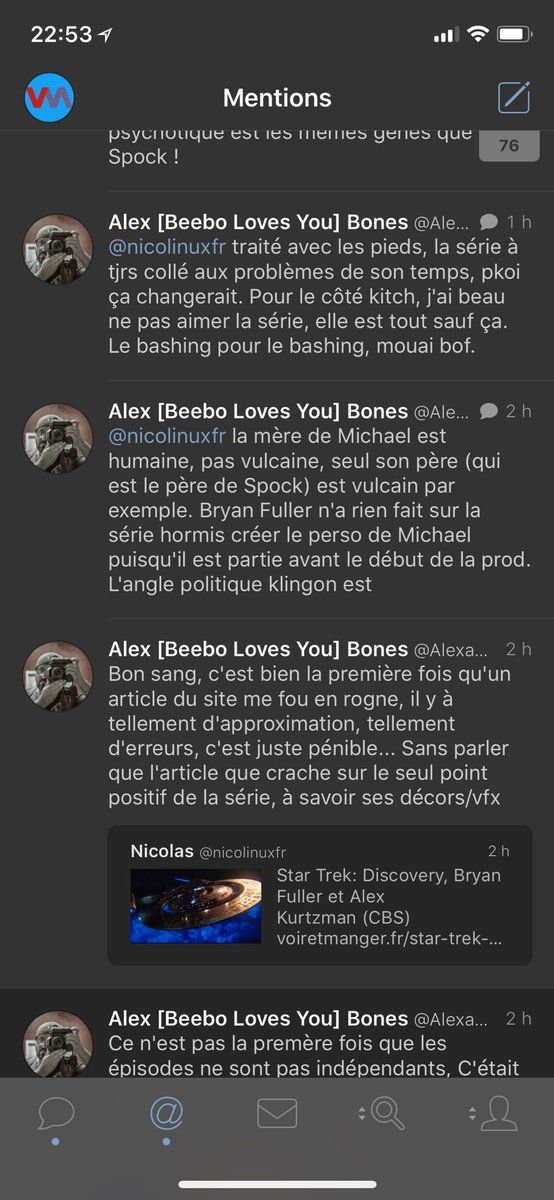 22:53
Mentions
psychotique est les mêmes gènes que
Spock !
76
Alex [Beebo Loves You] Bones @Ale... 1 h
@nicolinuxfr traité avec les pieds, la série à
tjrs collé aux problèmes de son temps, pkoi
ça changerait. Pour le côté kitch, j'ai beau
ne pas aimer la série, elle est tout sauf ça.
Le bashing pour le bashing, mouai bof.
Alex [Beebo Loves You] Bones @Ale... 2 h
@nicolinuxfr la mère de Michael est
humaine, pas vulcaine, seul son père (qui
est le père de Spock) est vulcain par
exemple. Bryan Fuller n'a rien fait sur la
série hormis créer le perso de Michael
puisqu'il est partie avant le début de la prod.
L'angle politique klingon est
Alex [Beebo Loves You] Bones @Alexa... 2 h
Bon sang, c'est bien la première fois qu'un
article du site me fou en rogne, il y à
tellement d'approximation, tellement
d'erreurs, c'est juste pénible... Sans parler
que l'article que crache sur le seul point
positif de la série, à savoir ses décors/vfx
Nicolas @nicolinuxfr 2 h
Star Trek: Discovery, Bryan
Fuller et Alex
Kurtzman (CBS)
voiretmanger.fr/star-trek-...
Alex [Beebo Loves You] Bones @Alexa... 2 h
Ce n'est pas la premère fois que les
épisodes ne sont pas indépendants, C'était